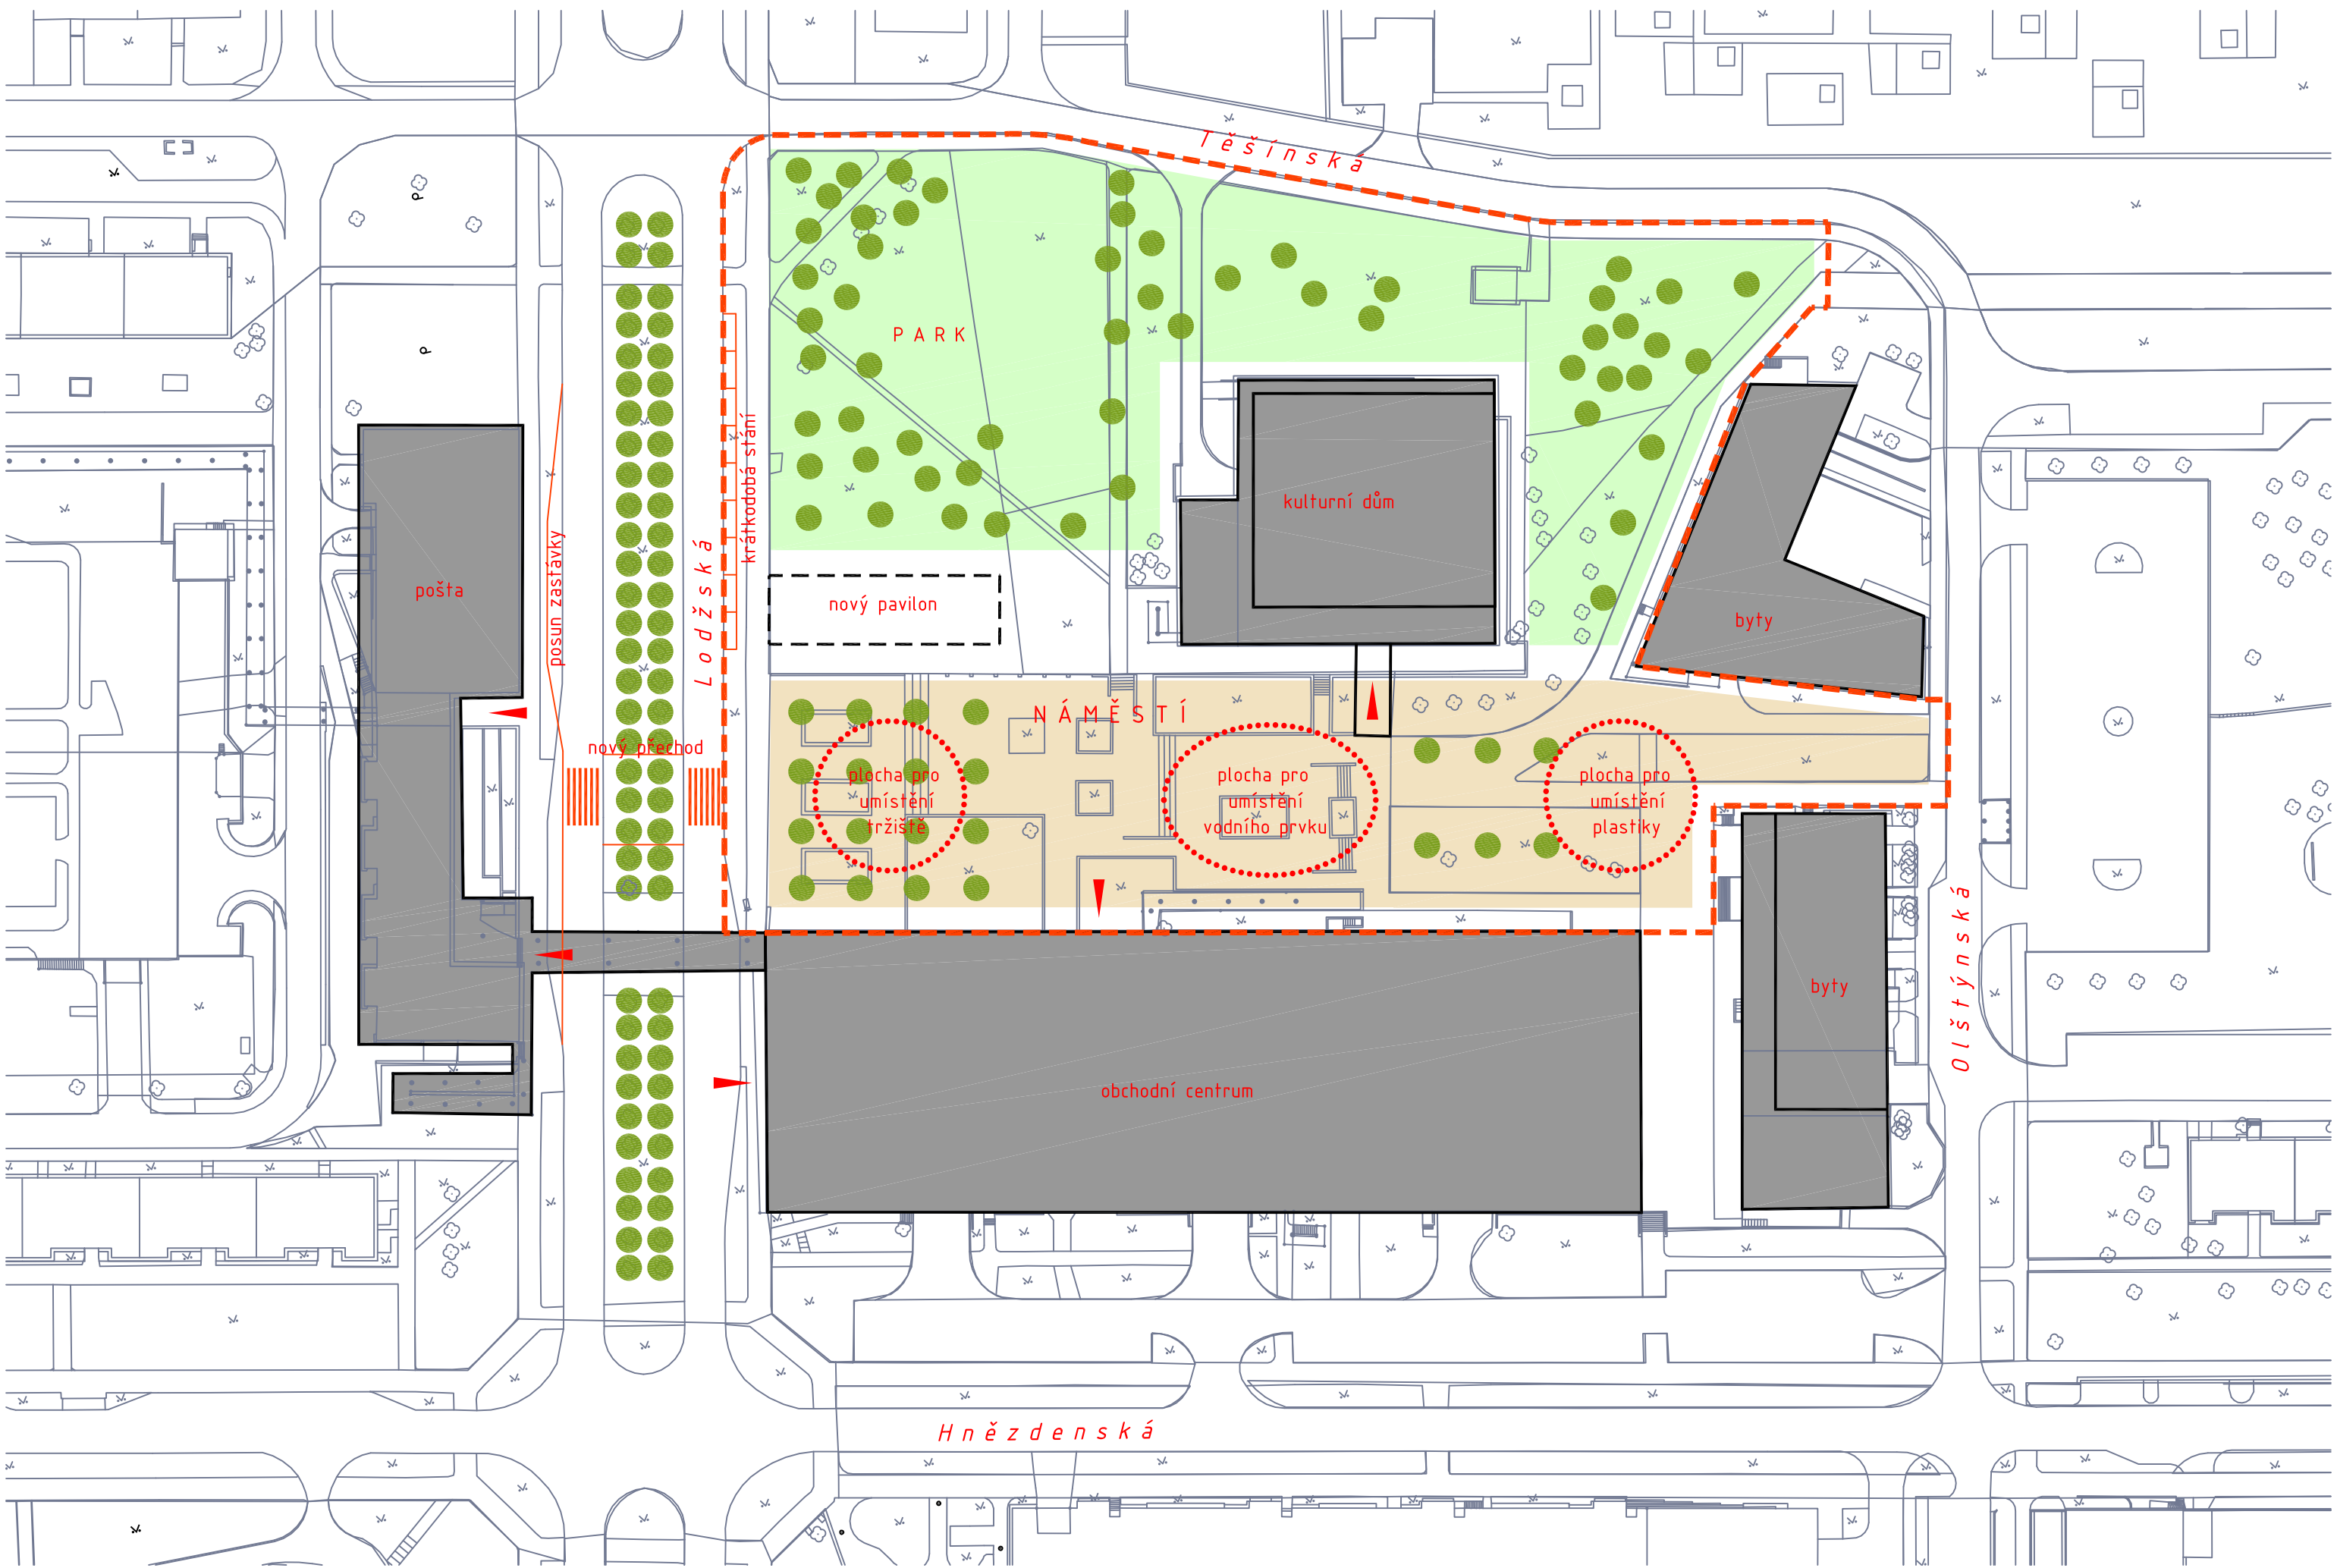 Těšínská
P
P
PARK
krátkodobá stání
kulturní dům
pošta
posun zastávky
Lodžská
nový pavilon
byty
NÁMĚSTÍ
nový přechod
plocha pro
umístění
tržiště
plocha pro
umístění
vodního prvku
plocha pro
umístění
plastiky
Olštýnská
byty
obchodní centrum
Hnězdenská